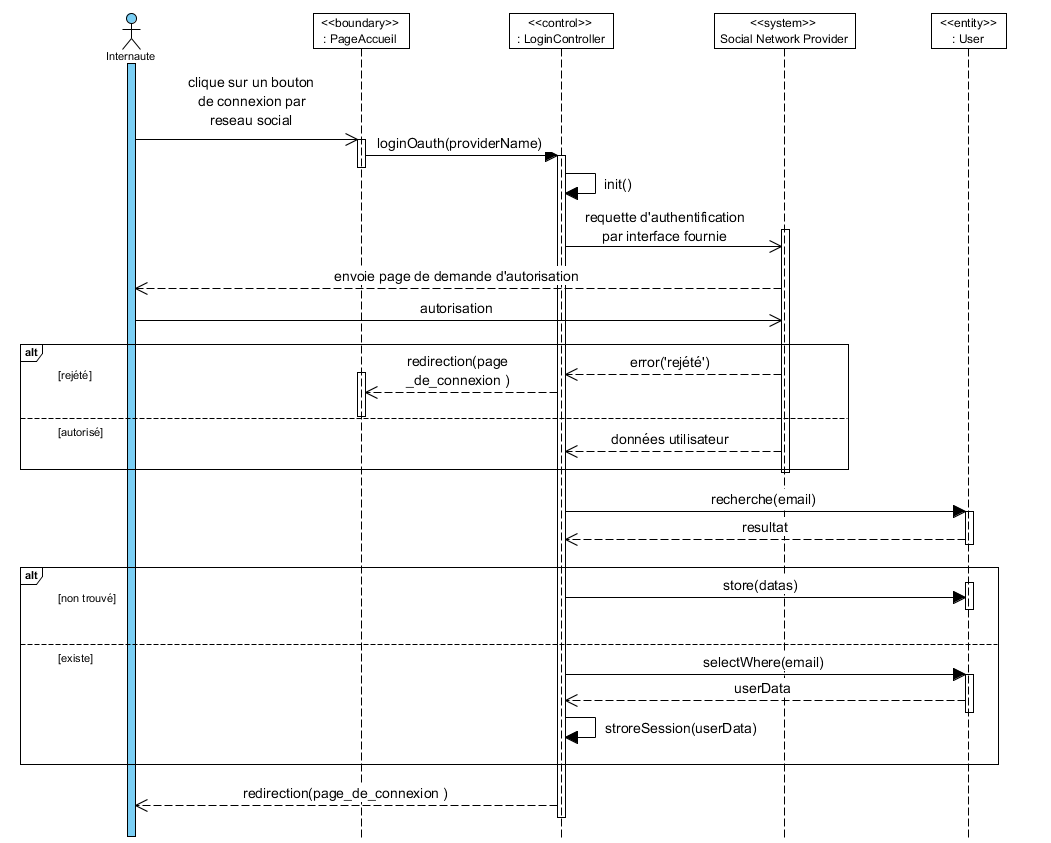 <<boundary>>
: PageAccueil
<<control>>
: LoginController
<<system>>
Social Network Provider
<<entity>>
: User
Internaute
clique sur un bouton
de connexion par
reseau social
loginOauth(providerName)
init()
requette d'authentification
par interface fournie
envoie page de demande d'autorisation
autorisation
alt
[rejété]
redirection(page
_de_connexion )
error('rejété')
[autorisé]
données utilisateur
recherche(email)
resultat
alt
[non trouvé]
store(datas)
[existe]
selectWhere(email)
userData
stroreSession(userData)
redirection(page_de_connexion )